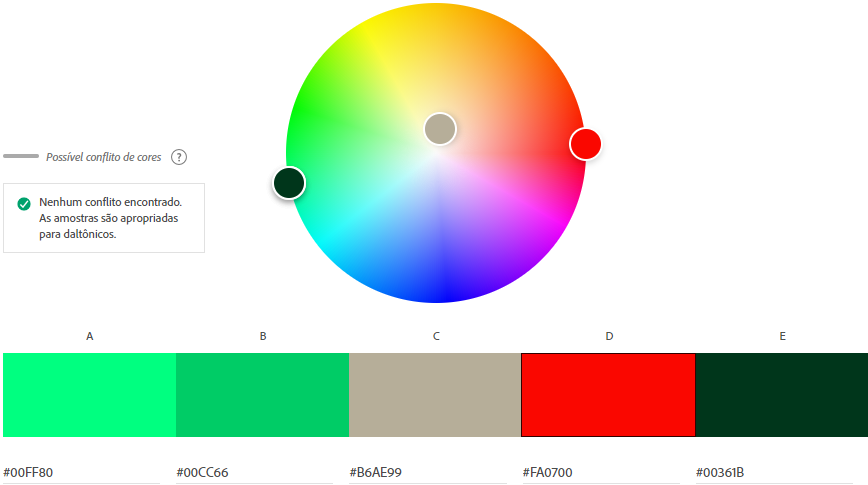 Possível conflito de cores ?
Nenhum conflito encontrado.
As amostras são apropriadas
para daltônicos.
A B C D E
#00FF80 #00CC66 #B6AE99 #FA0700 #00361B